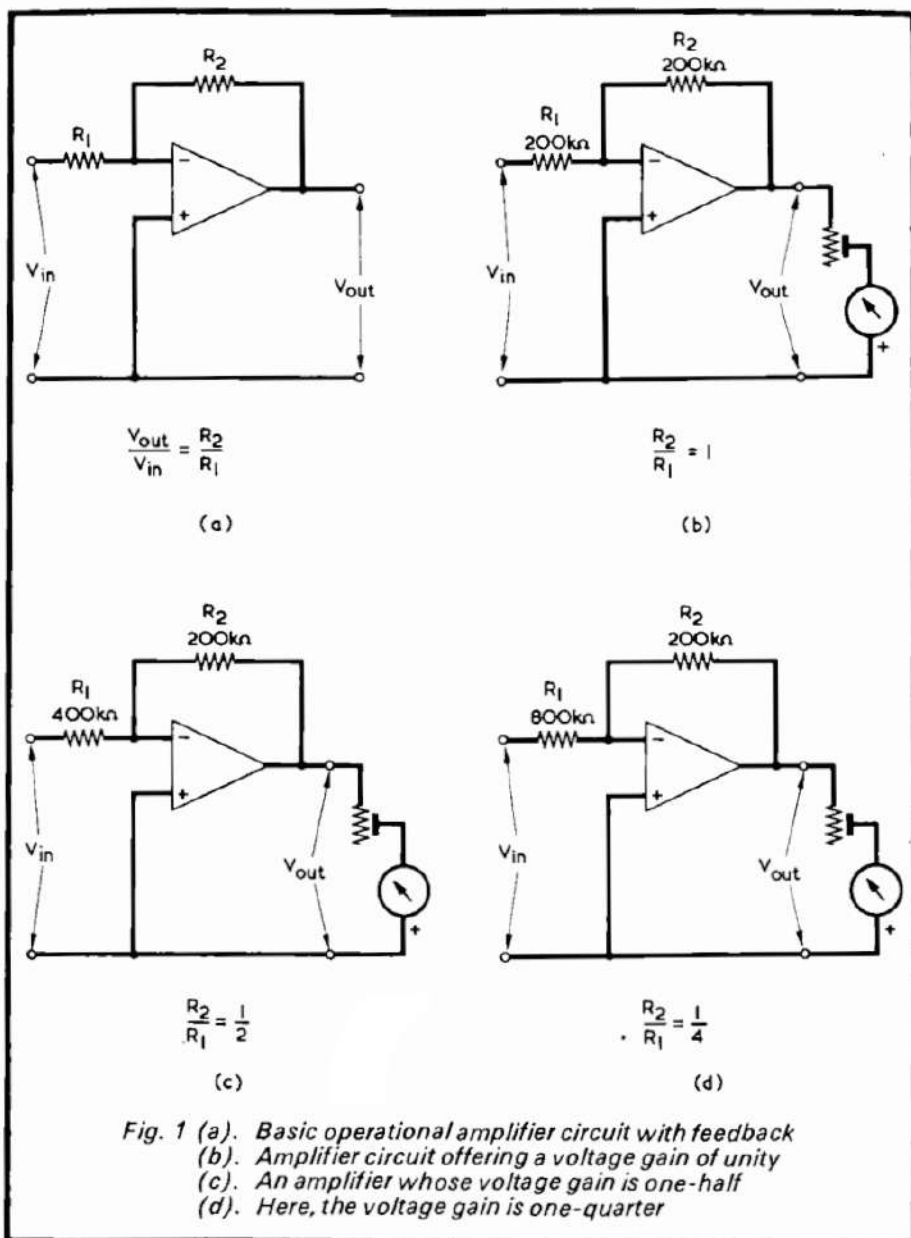 R2
R1
−
+
Vin
Vout
Vout/Vin = R2/R1
(a)
R2
200kΩ
R1
200kΩ
−
+
Vin
Vout
+
R2/R1 = 1
(b)
R2
200kΩ
R1
400kΩ
−
+
Vin
Vout
+
R2/R1 = 1/2
(c)
R2
200kΩ
R1
800kΩ
−
+
Vin
Vout
+
R2/R1 = 1/4
(d)
Fig. 1 (a). Basic operational amplifier circuit with feedback
(b). Amplifier circuit offering a voltage gain of unity
(c). An amplifier whose voltage gain is one-half
(d). Here, the voltage gain is one-quarter